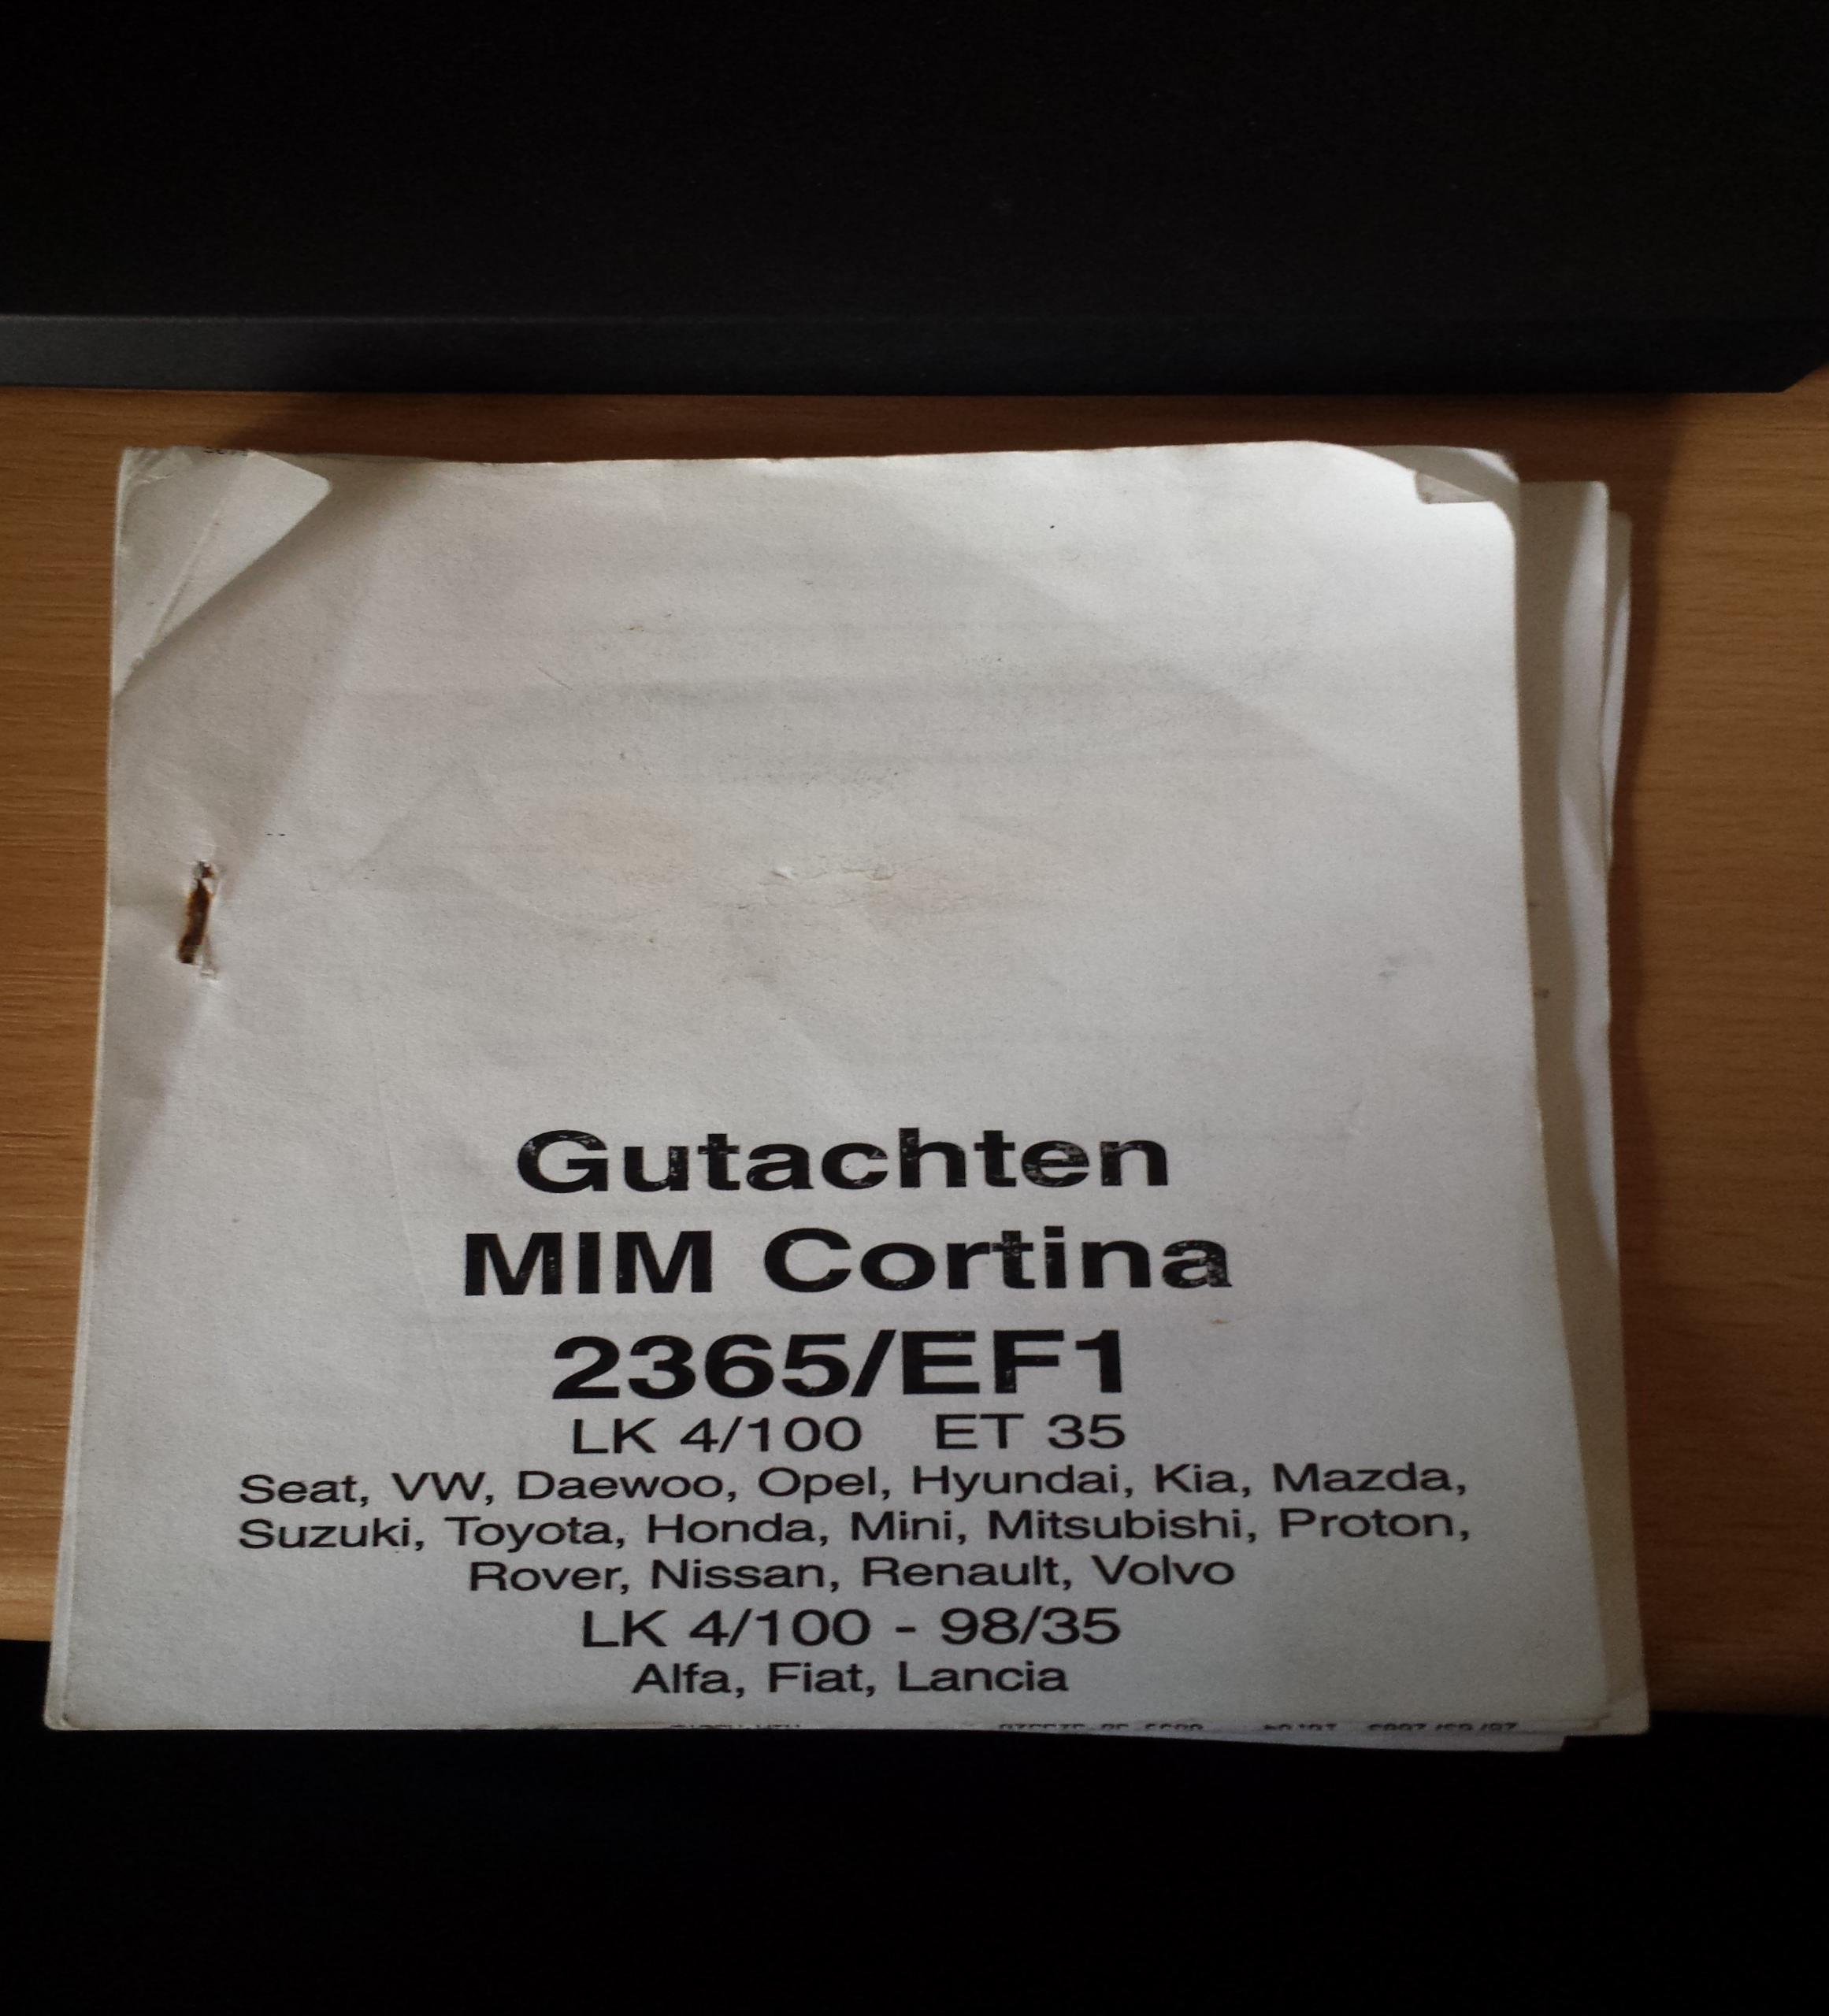 Gutachten
MIM Cortina
2365/EF1
LK 4/100 ET 35
Seat, VW, Daewoo, Opel, Hyundai, Kia, Mazda,
Suzuki, Toyota, Honda, Mini, Mitsubishi, Proton,
Rover, Nissan, Renault, Volvo
LK 4/100 - 98/35
Alfa, Fiat, Lancia